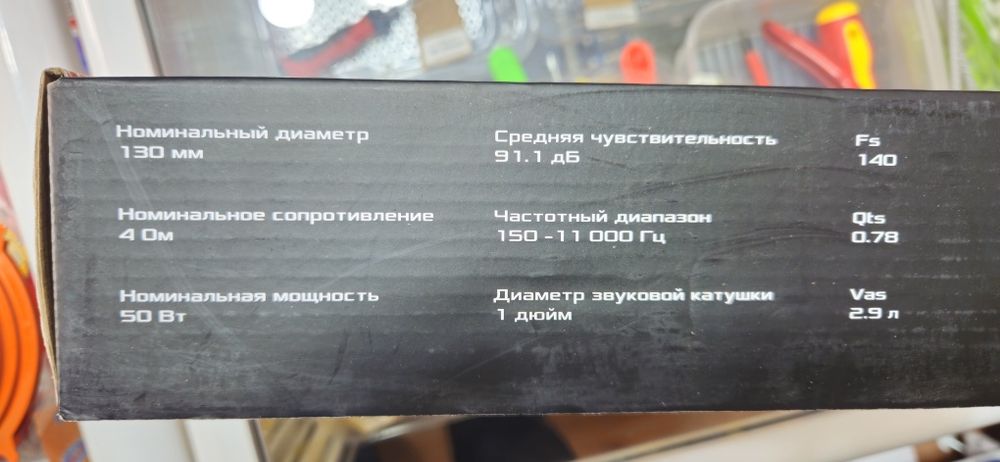 Номинальный диаметр
130 мм
Номинальное сопротивление
4 Ом
Номинальная мощность
50 Вт
Средняя чувствительность
91.1 дБ
Частотный диапазон
150 -11 000 Гц
Диаметр звуковой катушки
1 дюйм
Fs
140
Qts
0.78
Vas
2.9 л